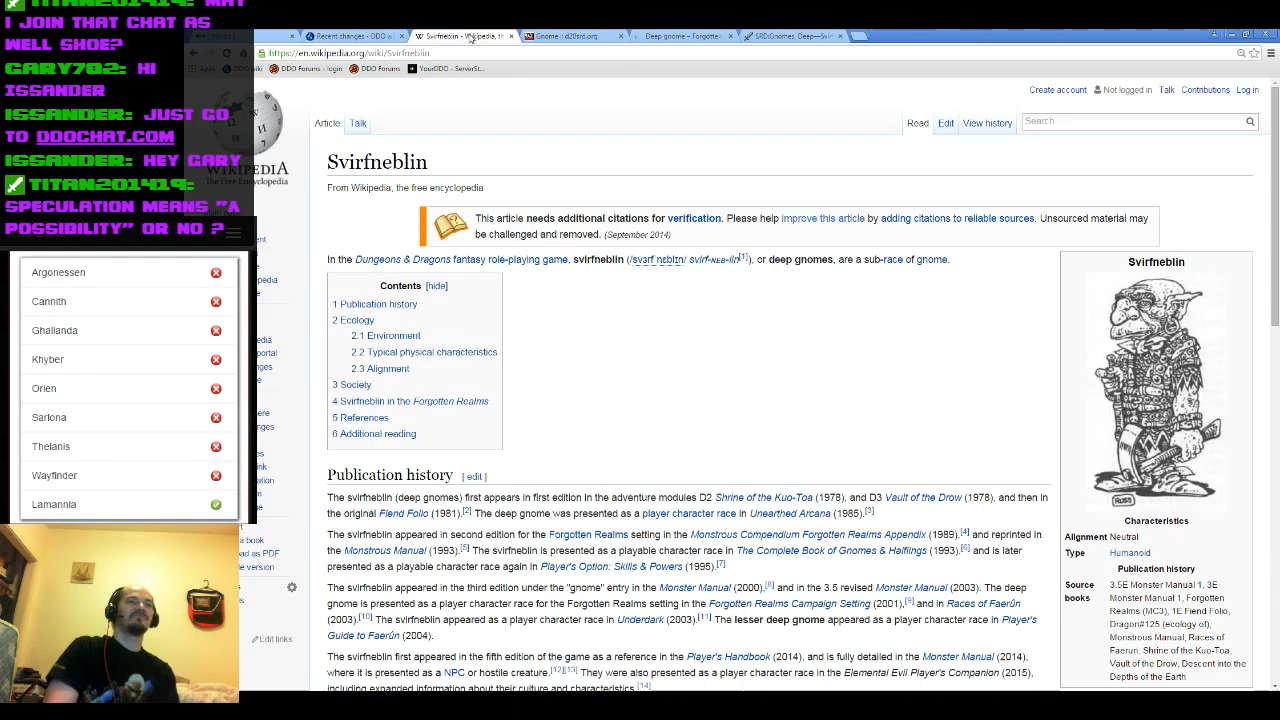 TITAN201419: MAY
I JOIN THAT CHAT AS
WELL SHOE?
GARY782: HI
ISSANDER
ISSANDER: JUST GO
TO DDOCHAT.COM
ISSANDER: HEY GARY
TITAN201419:
SPECULATION MEANS "A
POSSIBILITY" OR NO ?
Argonessen
Cannith
Ghallanda
Khyber
Orien
Sarlona
Thelanis
Wayfinder
Lamannia
Recent changes - DDO w
Svirfneblin - Wikipedia, th
Gnome :: d20srd.org
Deep gnome - Forgotten
SRD:Gnomes, Deep—Svirf
https://en.wikipedia.org/wiki/Svirfneblin
Apps
DDO wiki
DDO Forums - login
DDO Forums - login
YourDDO - ServerSt...
Create account
Not logged in
Talk
Contributions
Log in
WIKIPEDIA
The Free Encyclopedia
Article
Talk
Read
Edit
View history
Search
Svirfneblin
From Wikipedia, the free encyclopedia
This article needs additional citations for verification. Please help improve this article by adding citations to reliable sources. Unsourced material may
be challenged and removed. (September 2014)
In the Dungeons & Dragons fantasy role-playing game, svirfneblin (/svɜrfˈnɛblɪn/ svirf-NEB-lin[1]), or deep gnomes, are a sub-race of gnome.
Contents [hide]
1 Publication history
2 Ecology
2.1 Environment
2.2 Typical physical characteristics
2.3 Alignment
3 Society
4 Svirfneblin in the Forgotten Realms
5 References
6 Additional reading
Publication history [ edit ]
The svirfneblin (deep gnomes) first appears in first edition in the adventure modules D2 Shrine of the Kuo-Toa (1978), and D3 Vault of the Drow (1978), and then in
the original Fiend Folio (1981).[2] The deep gnome was presented as a player character race in Unearthed Arcana (1985).[3]
The svirfneblin appeared in second edition for the Forgotten Realms setting in the Monstrous Compendium Forgotten Realms Appendix (1989),[4] and reprinted in
the Monstrous Manual (1993).[5] The svirfneblin is presented as a playable character race in The Complete Book of Gnomes & Halflings (1993),[6] and is
presented as a playable character race again in Player's Option: Skills & Powers (1995).[7]
The svirfneblin appeared in the third edition under the "gnome" entry in the Monster Manual (2000),[8] and in the 3.5 revised Monster Manual (2003). The deep
gnome is presented as a player character race for the Forgotten Realms setting in the Forgotten Realms Campaign Setting (2001),[9] and in Races of Faerûn
(2003).[10] The svirfneblin appeared as a player character race in Underdark (2003).[11] The lesser deep gnome appeared as a player character race in Player's
Guide to Faerûn (2004).
The svirfneblin first appeared in the fifth edition of the game as a reference in the Player's Handbook (2014), and is fully detailed in the Monster Manual (2014),
where it is presented as a NPC or hostile creature.[12][13] They were also presented as a player character race in the Elemental Evil Player's Companion (2015),
including expanded information about their culture and characteristics.[14]
Svirfneblin
Characteristics
Alignment Neutral
Type Humanoid
Publication history
Source books
3.5E Monster Manual 1, 3E
Monster Manual 1, Forgotten
Realms (MC3), 1E Fiend Folio,
Dragon#125 (ecology of),
Monstrous Manual, Races of
Faerun, Shrine of the Kuo-Toa,
Vault of the Drow, Descent into the
Depths of the Earth
a book
ad as PDF
le version
Edit links